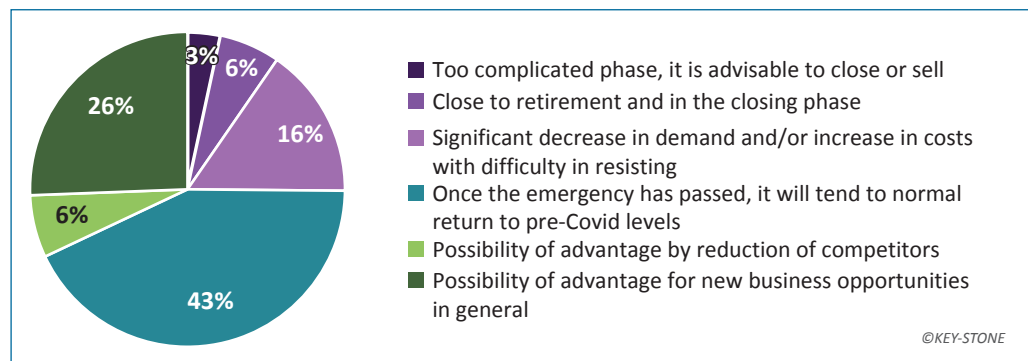 3%
6%
16%
43%
6%
26%
Too complicated phase, it is advisable to close or sell
Close to retirement and in the closing phase
Significant decrease in demand and/or increase in costs
with difficulty in resisting
Once the emergency has passed, it will tend to normal
return to pre-Covid levels
Possibility of advantage by reduction of competitors
Possibility of advantage for new business opportunities
in general
©KEY-STONE